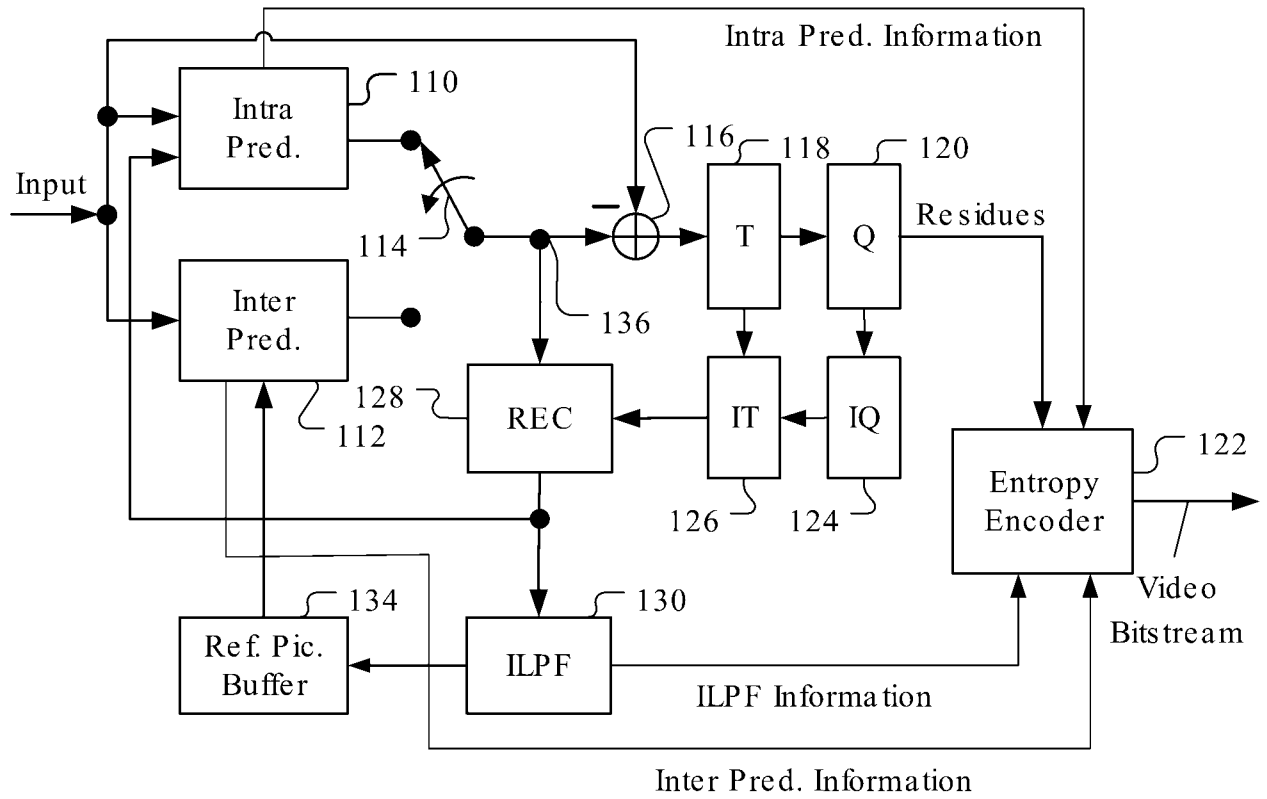 Intra Pred. Information
Intra
Pred.
110
116
118
120
Input
114
T
Q
Residues
Inter
Pred.
112
136
128
REC
IT
IQ
126
124
122
Entropy
Encoder
Video
Bitstream
134
Ref. Pic.
Buffer
130
ILPF
ILPF Information
Inter Pred. Information